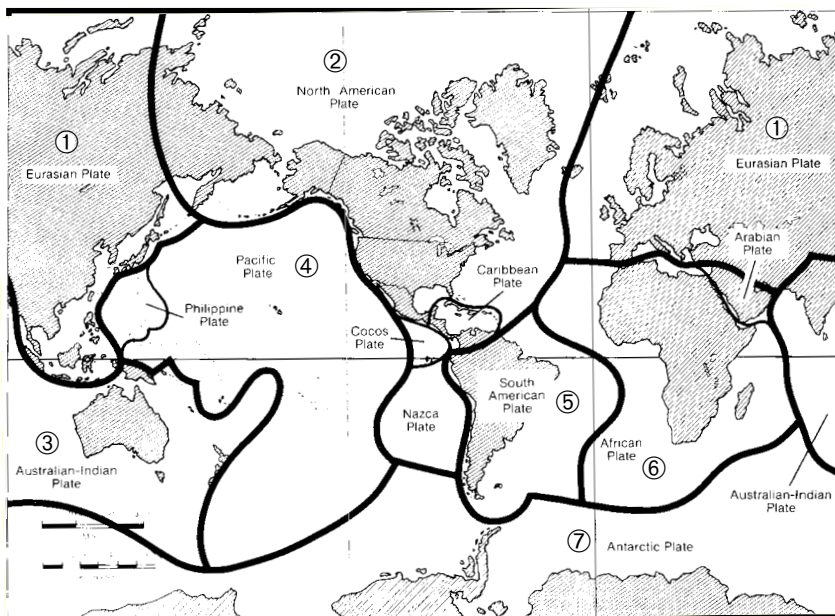 ②
North American
Plate
①
Eurasian Plate
①
Eurasian Plate
Arabian
Plate
Pacific
Plate
④
Caribbean
Plate
Philippine
Plate
Cocos
Plate
South
American
Plate
⑤
Nazca
Plate
③
Australian-Indian
Plate
African
Plate
⑥
Australian-Indian
Plate
⑦
Antarctic Plate